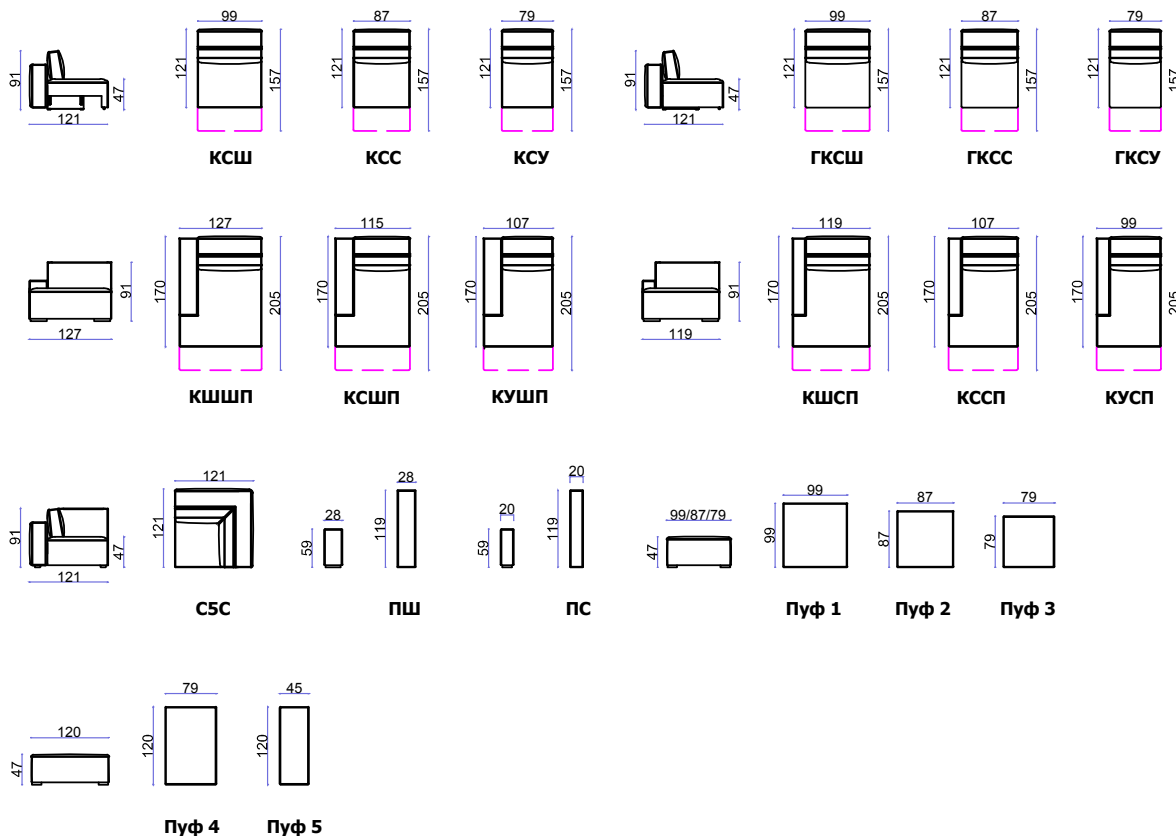 99 87 79 99 87 79
91 121 47 121 157 121 157 121 157 91 121 47 121 157 121 157 121 157
КСШ КСС КСУ ГКСШ ГКСС ГКСУ
127 115 107 119 107 99
91 127 170 205 170 205 170 205 91 119 170 205 170 205 170 205
КШШП КСШП КУШП КШСП КССП КУСП
121 28 28 20 20 99/87/79 99 87 79
91 47 121 121 59 119 59 119 47 99 87 79
С5С ПШ ПС Пуф 1 Пуф 2 Пуф 3
120 79 45
47 120 120
Пуф 4 Пуф 5